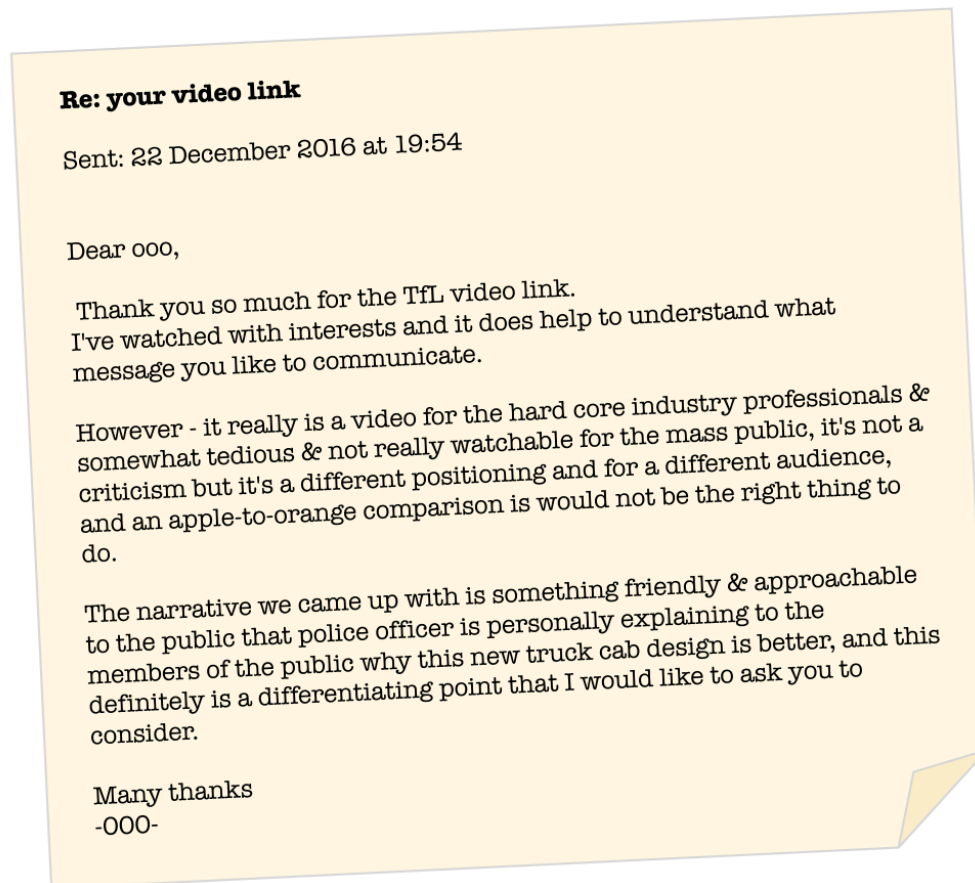 Re: your video link
Sent: 22 December 2016 at 19:54
Dear ooo,
Thank you so much for the TfL video link.
I've watched with interests and it does help to understand what
message you like to communicate.
However - it really is a video for the hard core industry professionals &
somewhat tedious & not really watchable for the mass public, it's not a
criticism but it's a different positioning and for a different audience,
and an apple-to-orange comparison is would not be the right thing to
do.
The narrative we came up with is something friendly & approachable
to the public that police officer is personally explaining to the
members of the public why this new truck cab design is better, and this
definitely is a differentiating point that I would like to ask you to
consider.
Many thanks
-OOO-